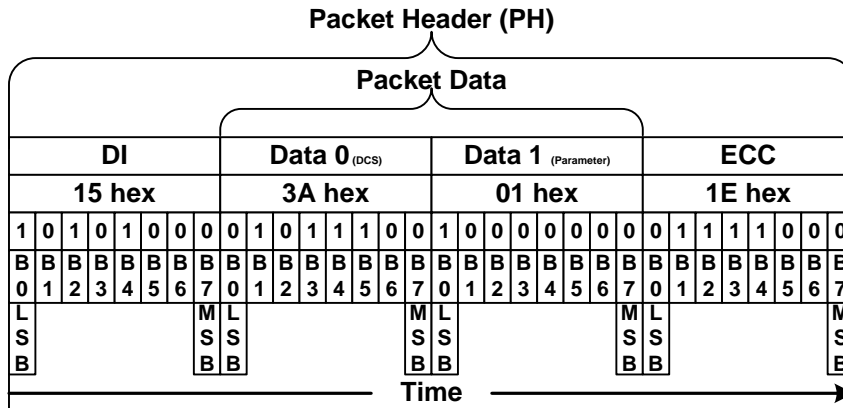 Packet Header (PH)
Packet Data
DI Data 0 (DCS) Data 1 (Parameter) ECC
15 hex 3A hex 01 hex 1E hex
1 0 1 0 1 0 0 0 0 1 0 1 1 1 0 0 1 0 0 0 0 0 0 0 0 1 1 1 1 0 0 0
B B B B B B B B B B B B B B B B B B B B B B B B B B B B B B B B
0 1 2 3 4 5 6 7 0 1 2 3 4 5 6 7 0 1 2 3 4 5 6 7 0 1 2 3 4 5 6 7
L M L M L M L M
S S S S S S S S
B B B B B B B B
Time